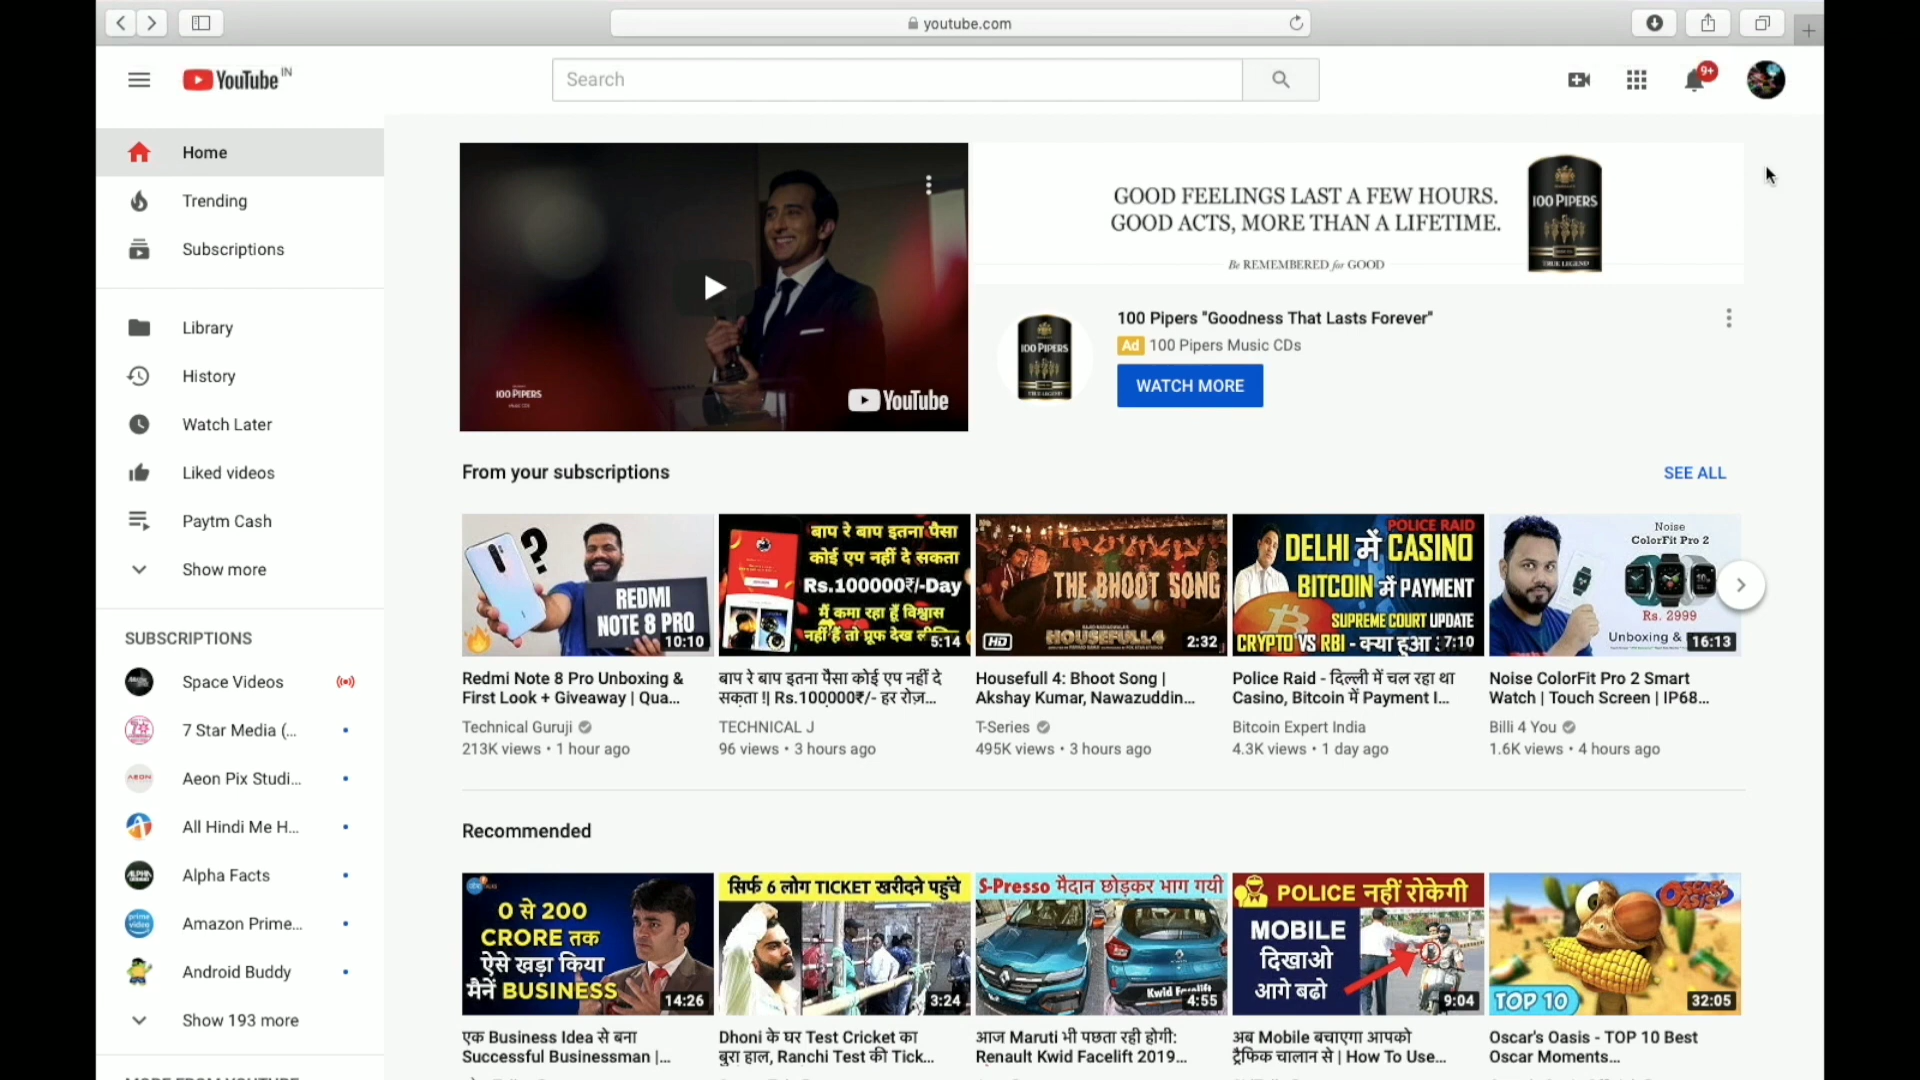 youtube.com
YouTube IN
Search
9+
Home
Trending
Subscriptions
Library
History
Watch Later
Liked videos
Paytm Cash
Show more
SUBSCRIPTIONS
Space Videos
7 Star Media (...
Aeon Pix Studi...
All Hindi Me H...
Alpha Facts
Amazon Prime...
Android Buddy
Show 193 more
100 PIPERS
YouTube
GOOD FEELINGS LAST A FEW HOURS.
GOOD ACTS, MORE THAN A LIFETIME.
Be REMEMBERED for GOOD
100 PIPERS
TRUE LEGEND
100 Pipers "Goodness That Lasts Forever"
Ad 100 Pipers Music CDs
100 PIPERS
WATCH MORE
From your subscriptions
SEE ALL
?
REDMI
NOTE 8 PRO
10:10
Redmi Note 8 Pro Unboxing &
First Look + Giveaway | Qua...
Technical Guruji
213K views • 1 hour ago
बाप रे बाप इतना पैसा
कोई एप नहीं दे सकता
Rs.100000₹/-Day
मैं कमा रहा हूँ विश्वास
नहीं हैं तो प्रूफ देख
5:14
बाप रे बाप इतना पैसा कोई एप नहीं दे
सकता !| Rs.100000₹/- हर रोज़...
TECHNICAL J
96 views • 3 hours ago
THE BHOOT SONG
HOUSEFULL 4
HD
2:32
Housefull 4: Bhoot Song |
Akshay Kumar, Nawazuddin...
T-Series
495K views • 3 hours ago
POLICE RAID
DELHI में CASINO
BITCOIN में PAYMENT
SUPREME COURT UPDATE
CRYPTO VS RBI - क्या हुआ
7:10
Police Raid - दिल्ली में चल रहा था
Casino, Bitcoin में Payment I...
Bitcoin Expert India
4.3K views • 1 day ago
Noise
ColorFit Pro 2
Rs. 2999
Unboxing &
16:13
Noise ColorFit Pro 2 Smart
Watch | Touch Screen | IP68...
Billi 4 You
1.6K views • 4 hours ago
Recommended
0 से 200
CRORE तक
ऐसे खड़ा किया
मैनें BUSINESS
14:26
एक Business Idea से बना
Successful Businessman |...
सिर्फ 6 लोग TICKET खरीदने पहुंचे
3:24
Dhoni के घर Test Cricket का
बुरा हाल, Ranchi Test की Tick...
S-Presso मैदान छोड़कर भाग गयी
4:55
आज Maruti भी पछता रही होगी:
Renault Kwid Facelift 2019...
POLICE नहीं रोकेगी
MOBILE
दिखाओ
आगे बढो
9:04
अब Mobile बचाएगा आपको
ट्रैफिक चालान से | How To Use...
OSCAR'S OASIS
TOP 10
32:05
Oscar's Oasis - TOP 10 Best
Oscar Moments...